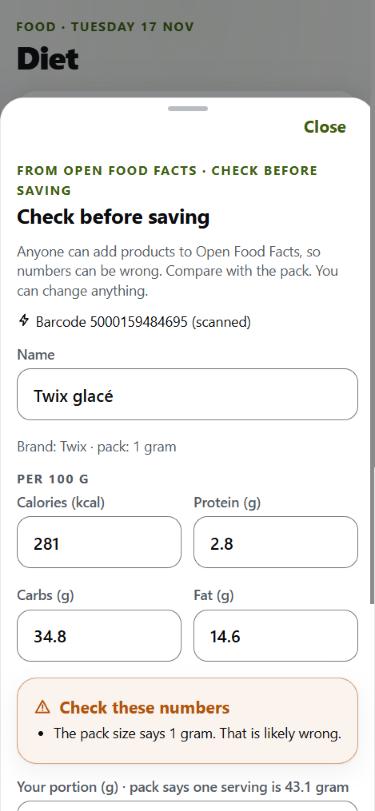 FOOD · TUESDAY 17 NOV
Diet
Close
FROM OPEN FOOD FACTS · CHECK BEFORE
SAVING
Check before saving
Anyone can add products to Open Food Facts, so
numbers can be wrong. Compare with the pack. You
can change anything.
Barcode 5000159484695 (scanned)
Name
Twix glacé
Brand: Twix · pack: 1 gram
PER 100 G
Calories (kcal) Protein (g)
281 2.8
Carbs (g) Fat (g)
34.8 14.6
Check these numbers
• The pack size says 1 gram. That is likely wrong.
Your portion (g) · pack says one serving is 43.1 gram